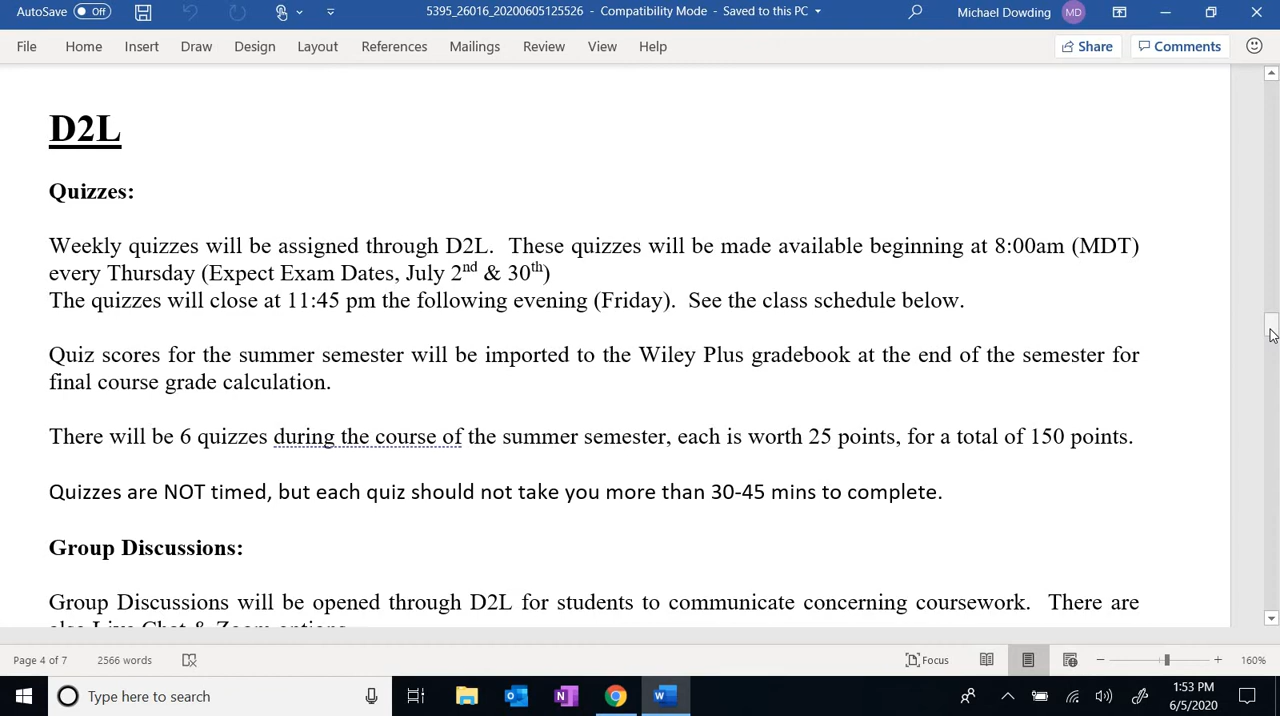 AutoSave Off 5395_26016_20200605125526 - Compatibility Mode - Saved to this PC Michael Dowding MD
File Home Insert Draw Design Layout References Mailings Review View Help Share Comments
D2L
Quizzes:
Weekly quizzes will be assigned through D2L. These quizzes will be made available beginning at 8:00am (MDT)
every Thursday (Expect Exam Dates, July 2nd & 30th)
The quizzes will close at 11:45 pm the following evening (Friday). See the class schedule below.
Quiz scores for the summer semester will be imported to the Wiley Plus gradebook at the end of the semester for
final course grade calculation.
There will be 6 quizzes during the course of the summer semester, each is worth 25 points, for a total of 150 points.
Quizzes are NOT timed, but each quiz should not take you more than 30-45 mins to complete.
Group Discussions:
Group Discussions will be opened through D2L for students to communicate concerning coursework. There are
also Live Chat & Zoom options
Page 4 of 7 2566 words Focus 160%
Type here to search 1:53 PM
6/5/2020